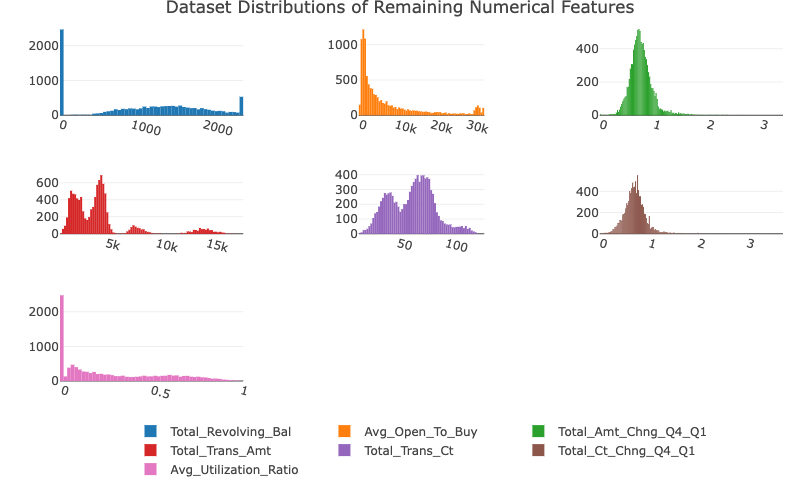 Dataset Distributions of Remaining Numerical Features
2000
1000
0
0 1000 2000
1000
500
0
0 10k 20k 30k
400
200
0
0 1 2 3
600
400
200
0
5k 10k 15k
400
300
200
100
0
50 100
400
200
0
0 1 2 3
2000
1000
0
0 0.5 1
Total_Revolving_Bal Avg_Open_To_Buy Total_Amt_Chng_Q4_Q1
Total_Trans_Amt Total_Trans_Ct Total_Ct_Chng_Q4_Q1
Avg_Utilization_Ratio